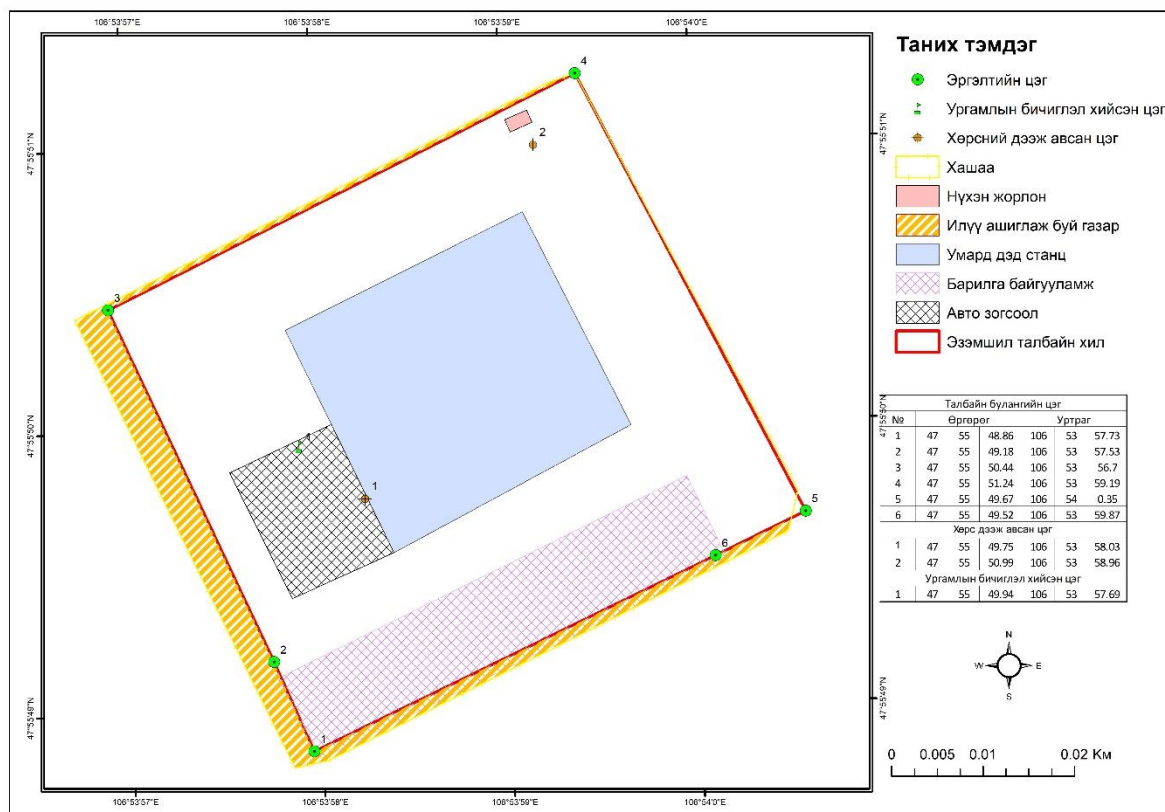 106°53'57"E 106°53'58"E 106°53'59"E 106°54'0"E
47°55'51"N
47°55'50"N
47°55'49"N
47°55'51"N
47°55'50"N
47°55'49"N
4
2
3
1
1
5
6
2
1
106°53'57"E 106°53'58"E 106°53'59"E 106°54'0"E
Таних тэмдэг
Эргэлтийн цэг
Ургамлын бичиглэл хийсэн цэг
Хөрсний дээж авсан цэг
Хашаа
Нүхэн жорлон
Илүү ашиглаж буй газар
Умард дэд станц
Барилга байгууламж
Авто зогсоол
Эзэмшил талбайн хил
Талбайн булангийн цэг
№ Өргөрөг Уртраг
1 47 55 48.86 106 53 57.73
2 47 55 49.18 106 53 57.53
3 47 55 50.44 106 53 56.7
4 47 55 51.24 106 53 59.19
5 47 55 49.67 106 54 0.35
6 47 55 49.52 106 53 59.87
Хөрс дээж авсан цэг
1 47 55 49.75 106 53 58.03
2 47 55 50.99 106 53 58.96
Ургамлын бичиглэл хийсэн цэг
1 47 55 49.94 106 53 57.69
N
W E
S
0 0.005 0.01 0.02 Км